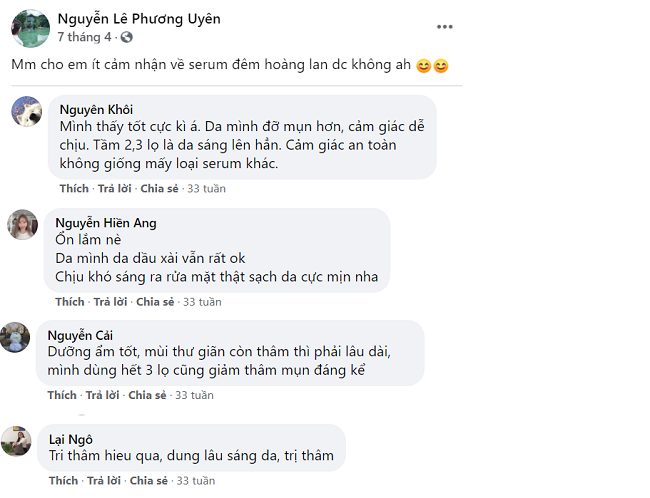 Nguyễn Lê Phương Uyên
7 tháng 4 ·
Mm cho em ít cảm nhận về serum đêm hoàng lan dc không ah 😊😊
Nguyên Khôi
Mình thấy tốt cực kì á. Da mình đỡ mụn hơn, cảm giác dễ
chịu. Tầm 2,3 lọ là da sáng lên hẳn. Cảm giác an toàn
không giống mấy loại serum khác.
Thích · Trả lời · Chia sẻ · 33 tuần
Nguyễn Hiền Ang
Ổn lắm nè
Da mình da dầu xài vẫn rất ok
Chịu khó sáng ra rửa mặt thật sạch da cực mịn nha
Thích · Trả lời · Chia sẻ · 33 tuần
Nguyễn Cải
Dưỡng ẩm tốt, mùi thư giãn còn thâm thì phải lâu dài,
mình dùng hết 3 lọ cũng giảm thâm mụn đáng kể
Thích · Trả lời · Chia sẻ · 33 tuần
Lại Ngô
Tri thâm hieu qua, dung lâu sáng da, trị thâm
Thích · Trả lời · Chia sẻ · 33 tuần